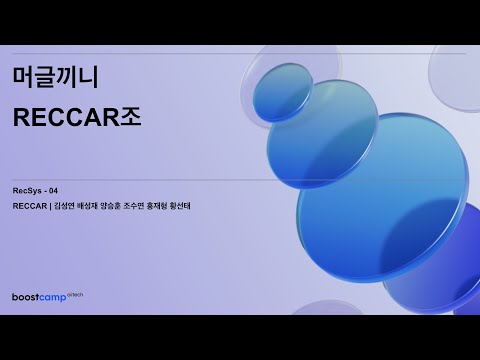 머글끼니
RECCAR조
RecSys - 04
RECCAR | 김성연 배성재 양승훈 조수연 홍재형 황선태
boostcamp aitech